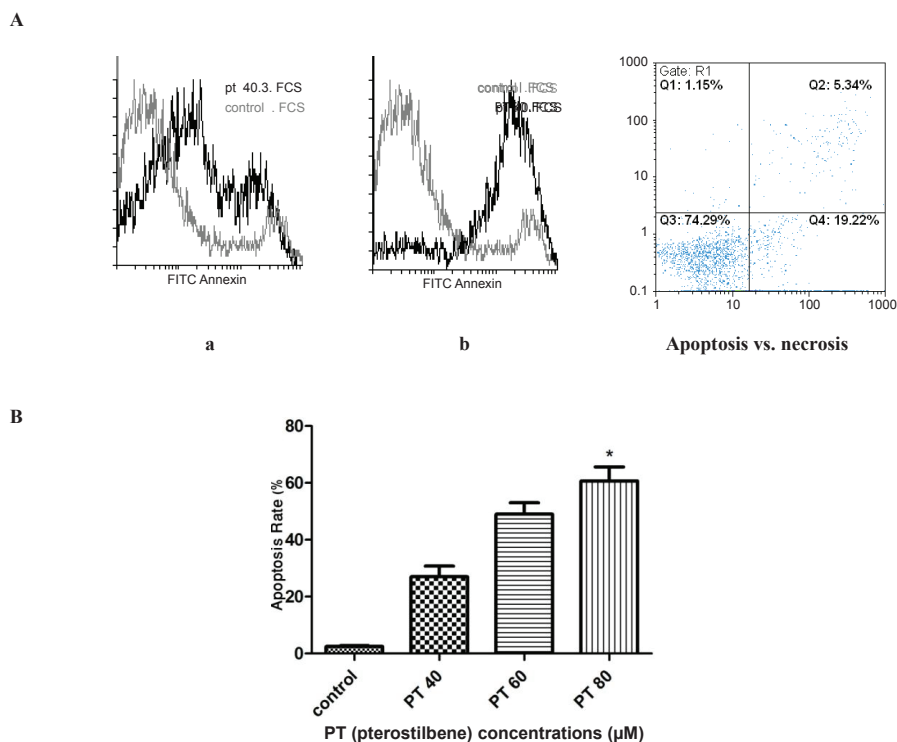 A
pt 40.3. FCS
control . FCS
FITC Annexin
a
control . FCS
FITC Annexin
b
1000
100
10
1
0.1
Gate: R1
Q1: 1.15%
Q2: 5.34%
Q3: 74.29%
Q4: 19.22%
1 10 100 1000
Apoptosis vs. necrosis
B
Apoptosis Rate (%
80
60
40
20
0
*
control
PT 40
PT 60
PT 80
PT (pterostilbene) concentrations (µM)